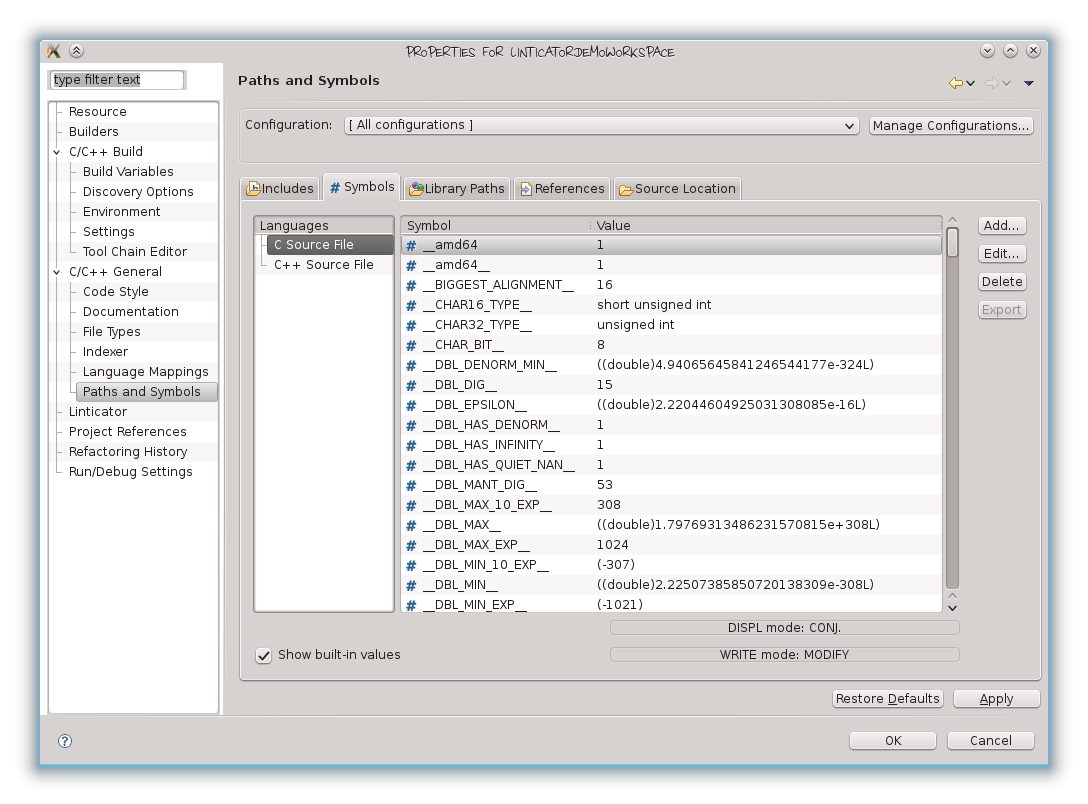 PROPERTIES FOR LINTICATORDEMOWORKSPACE
type filter text
Paths and Symbols
Resource
Builders
C/C++ Build
Build Variables
Discovery Options
Environment
Settings
Tool Chain Editor
C/C++ General
Code Style
Documentation
File Types
Indexer
Language Mappings
Paths and Symbols
Linticator
Project References
Refactoring History
Run/Debug Settings
Configuration: [ All configurations ] Manage Configurations...
Includes # Symbols Library Paths References Source Location
Languages
C Source File
C++ Source File
Symbol Value
# __amd64 1
# __amd64__ 1
# __BIGGEST_ALIGNMENT__ 16
# __CHAR16_TYPE__ short unsigned int
# __CHAR32_TYPE__ unsigned int
# __CHAR_BIT__ 8
# __DBL_DENORM_MIN__ ((double)4.94065645841246544177e-324L)
# __DBL_DIG__ 15
# __DBL_EPSILON__ ((double)2.22044604925031308085e-16L)
# __DBL_HAS_DENORM__ 1
# __DBL_HAS_INFINITY__ 1
# __DBL_HAS_QUIET_NAN__ 1
# __DBL_MANT_DIG__ 53
# __DBL_MAX_10_EXP__ 308
# __DBL_MAX__ ((double)1.79769313486231570815e+308L)
# __DBL_MAX_EXP__ 1024
# __DBL_MIN_10_EXP__ (-307)
# __DBL_MIN__ ((double)2.22507385850720138309e-308L)
# __DBL_MIN_EXP__ (-1021)
Add...
Edit...
Delete
Export
DISPL mode: CONJ.
Show built-in values
WRITE mode: MODIFY
Restore Defaults Apply
? OK Cancel